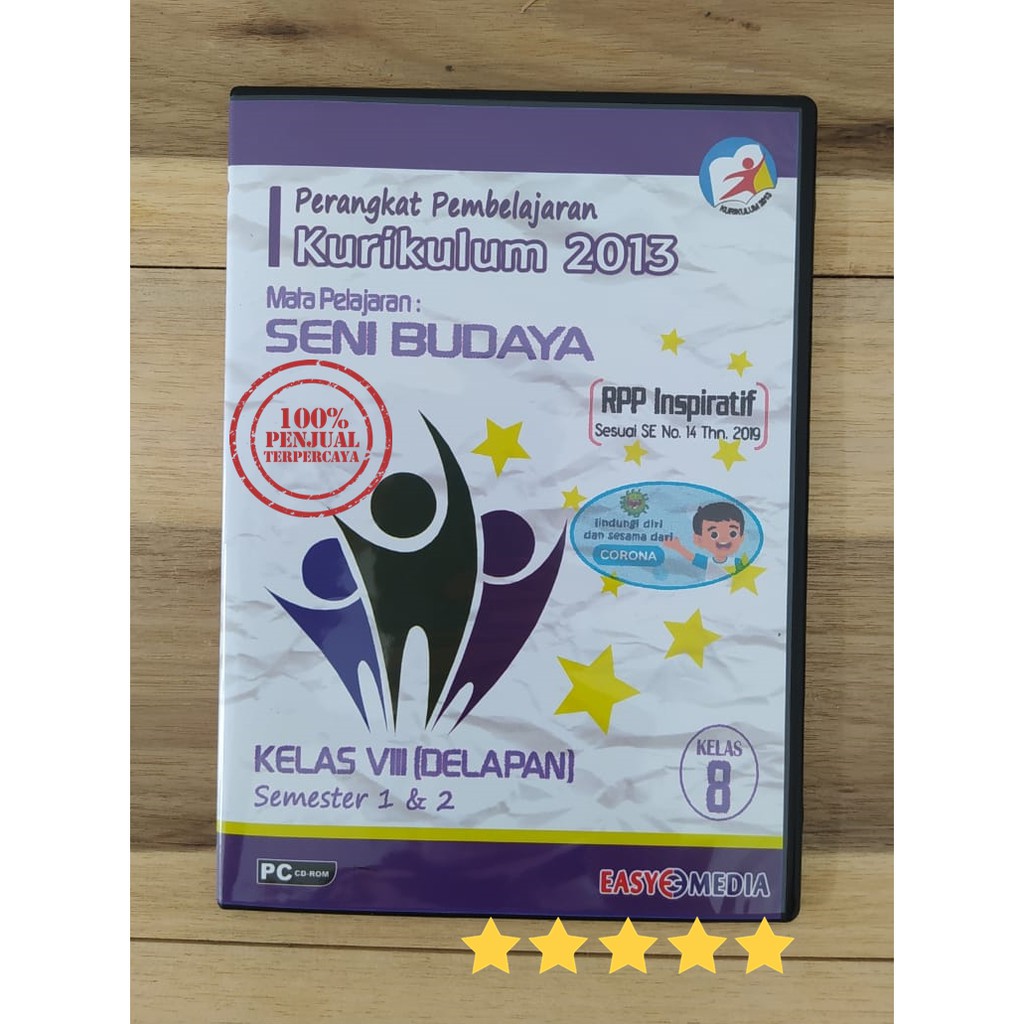 KURIKULUM 2013
Perangkat Pembelajaran
Kurikulum 2013
Mata Pelajaran :
SENI BUDAYA
100%
PENJUAL
TERPERCAYA
RPP Inspiratif
Sesuai SE No. 14 Thn. 2019
lindungi diri
dan sesama dari
CORONA
KELAS VIII (DELAPAN)
Semester 1 & 2
KELAS
8
PC CD-ROM
EASY MEDIA